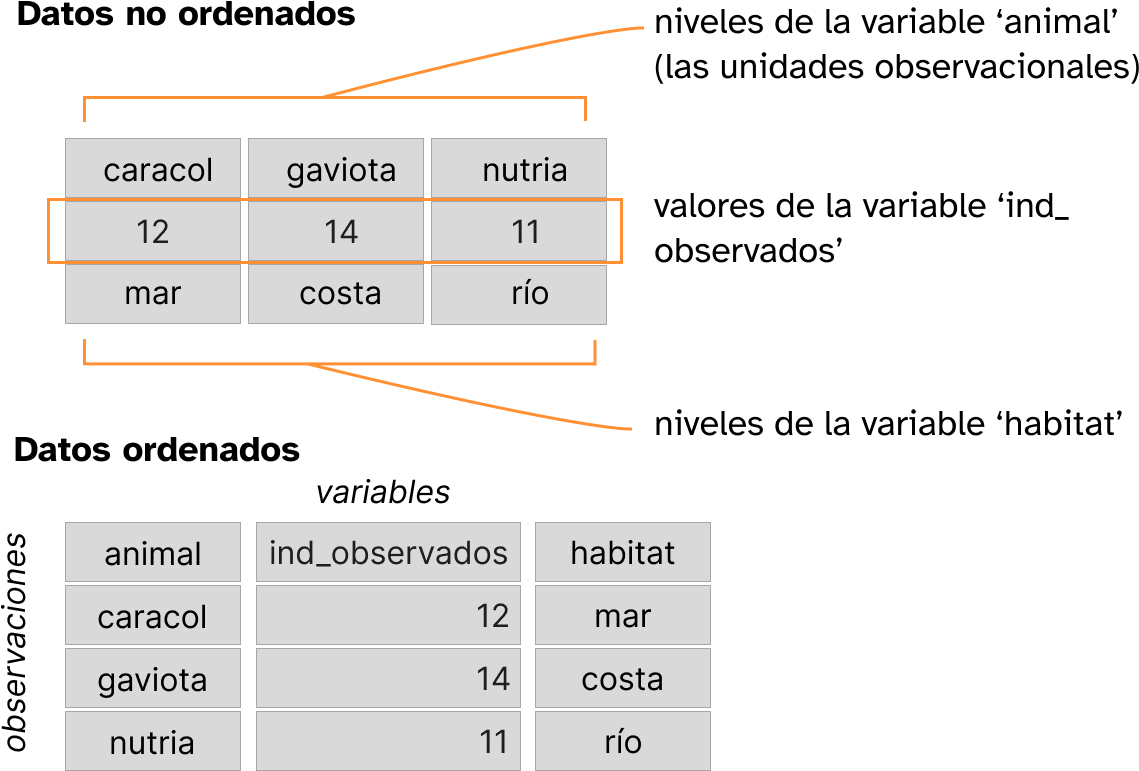 Datos no ordenados
niveles de la variable ‘animal’
(las unidades observacionales)
caracol gaviota nutria
12 14 11
mar costa río
valores de la variable ‘ind_
observados’
niveles de la variable ‘habitat’
Datos ordenados
variables
observaciones
animal ind_observados habitat
caracol 12 mar
gaviota 14 costa
nutria 11 río